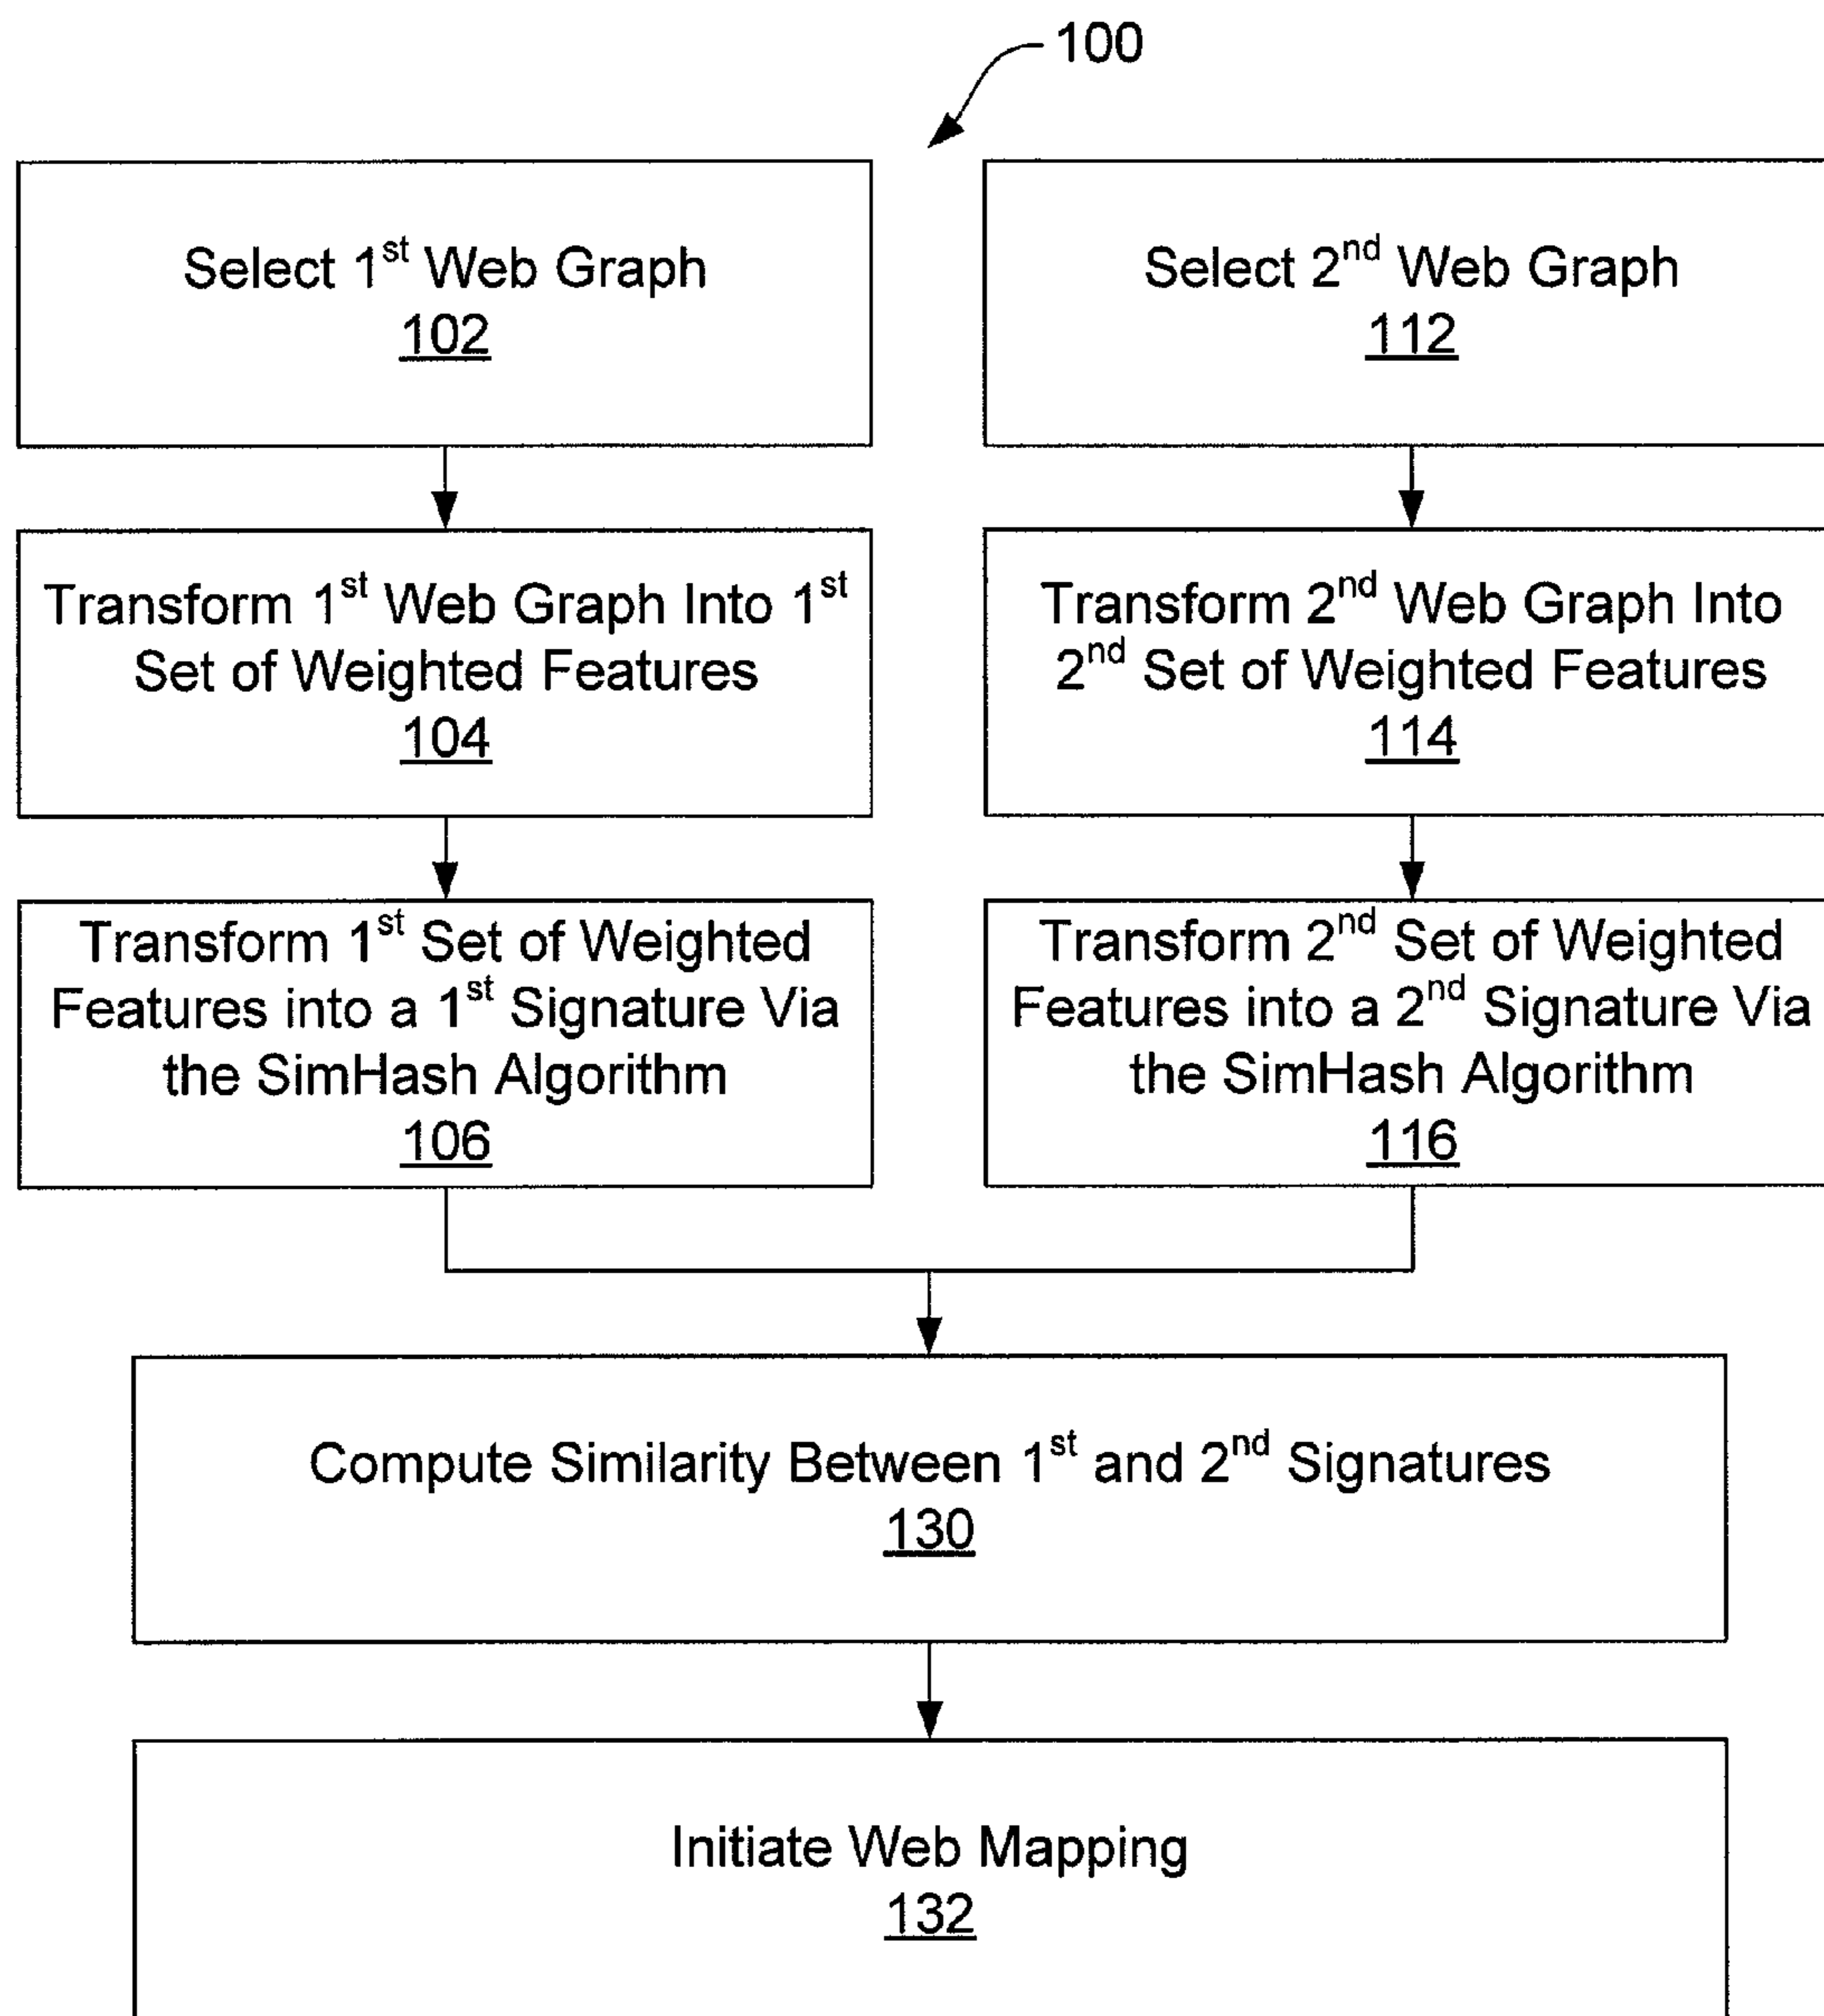 100
Select 1st Web Graph
102
Select 2nd Web Graph
112
Transform 1st Web Graph Into 1st
Set of Weighted Features
104
Transform 2nd Web Graph Into
2nd Set of Weighted Features
114
Transform 1st Set of Weighted
Features into a 1st Signature Via
the SimHash Algorithm
106
Transform 2nd Set of Weighted
Features into a 2nd Signature Via
the SimHash Algorithm
116
Compute Similarity Between 1st and 2nd Signatures
130
Initiate Web Mapping
132